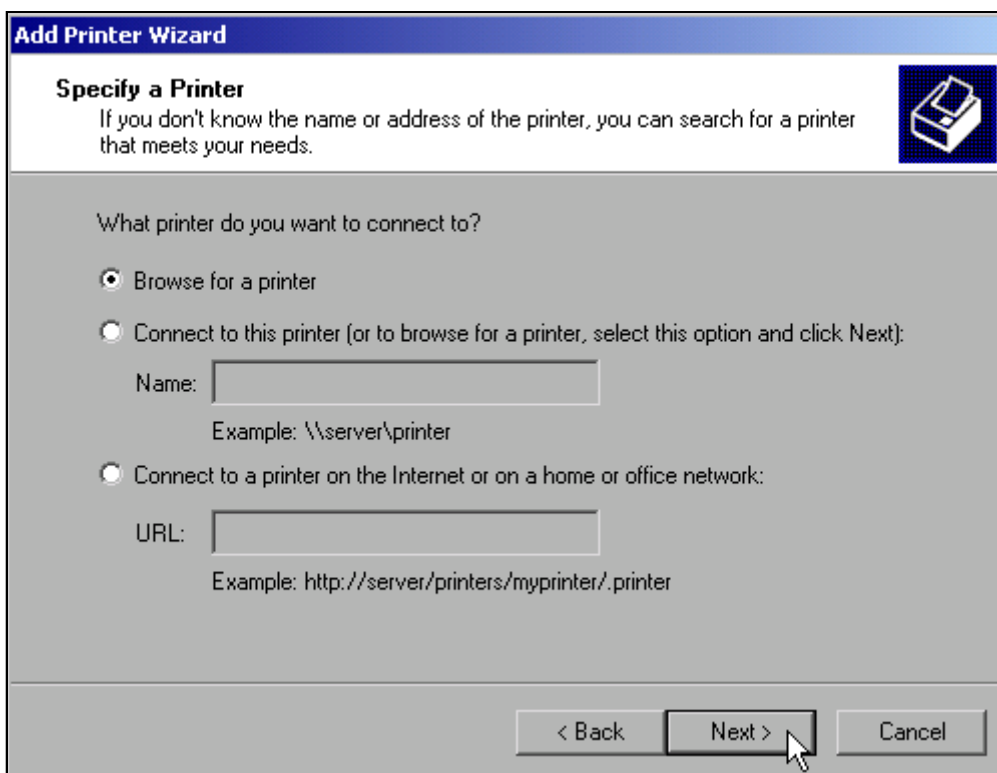 Add Printer Wizard
Specify a Printer
If you don't know the name or address of the printer, you can search for a printer
that meets your needs.
What printer do you want to connect to?
Browse for a printer
Connect to this printer (or to browse for a printer, select this option and click Next):
Name:
Example: \\server\printer
Connect to a printer on the Internet or on a home or office network:
URL:
Example: http://server/printers/myprinter/.printer
< Back Next > Cancel